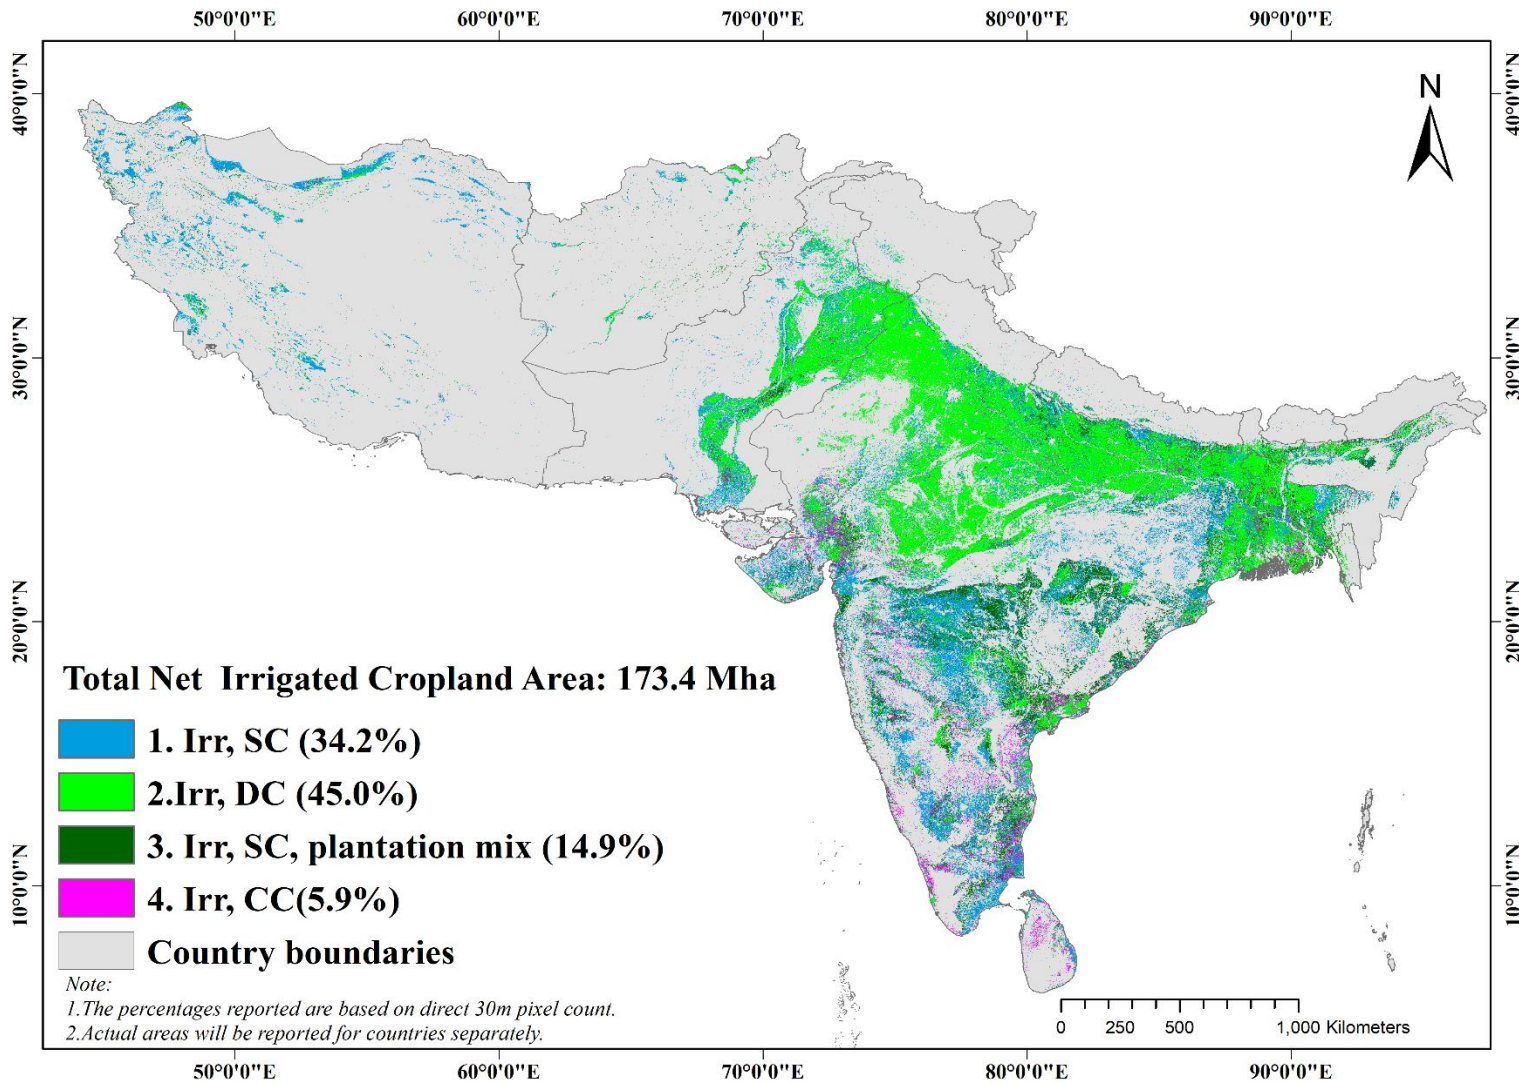 50°0'0"E 60°0'0"E 70°0'0"E 80°0'0"E 90°0'0"E
40°0'0"N
40°0'0"N
N
30°0'0"N
30°0'0"N
20°0'0"N
20°0'0"N
Total Net Irrigated Cropland Area: 173.4 Mha
1. Irr, SC (34.2%)
2.Irr, DC (45.0%)
3. Irr, SC, plantation mix (14.9%)
10°0'0"N
10°0'0"N
4. Irr, CC(5.9%)
Country boundaries
Note:
1.The percentages reported are based on direct 30m pixel count.
2.Actual areas will be reported for countries separately.
0 250 500 1,000 Kilometers
50°0'0"E 60°0'0"E 70°0'0"E 80°0'0"E 90°0'0"E